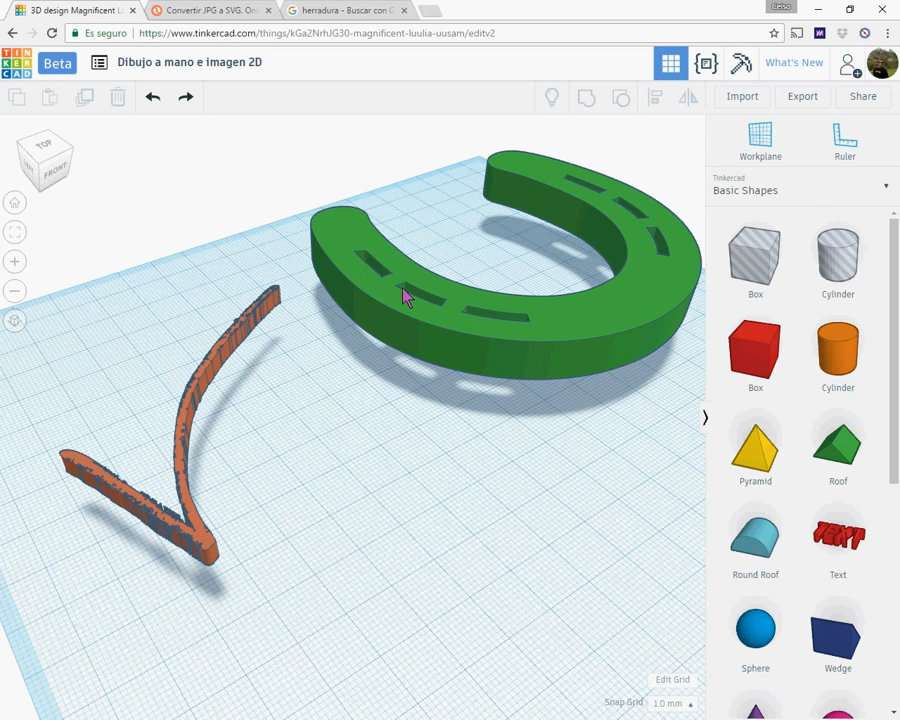 Celso
3D design Magnificent L
Convertir JPG a SVG. Onl
herradura - Buscar con G
Es seguro
https://www.tinkercad.com/things/kGa2NrhJG30-magnificent-luulia-uusam/editv2
TIN
KER
CAD
Beta
Dibujo a mano e imagen 2D
What's New
Import
Export
Share
TOP
LEFT
FRONT
Workplane
Ruler
Tinkercad
Basic Shapes
Box
Cylinder
Box
Cylinder
Pyramid
Roof
TEXT
Round Roof
Text
Sphere
Wedge
Edit Grid
Snap Grid
1.0 mm